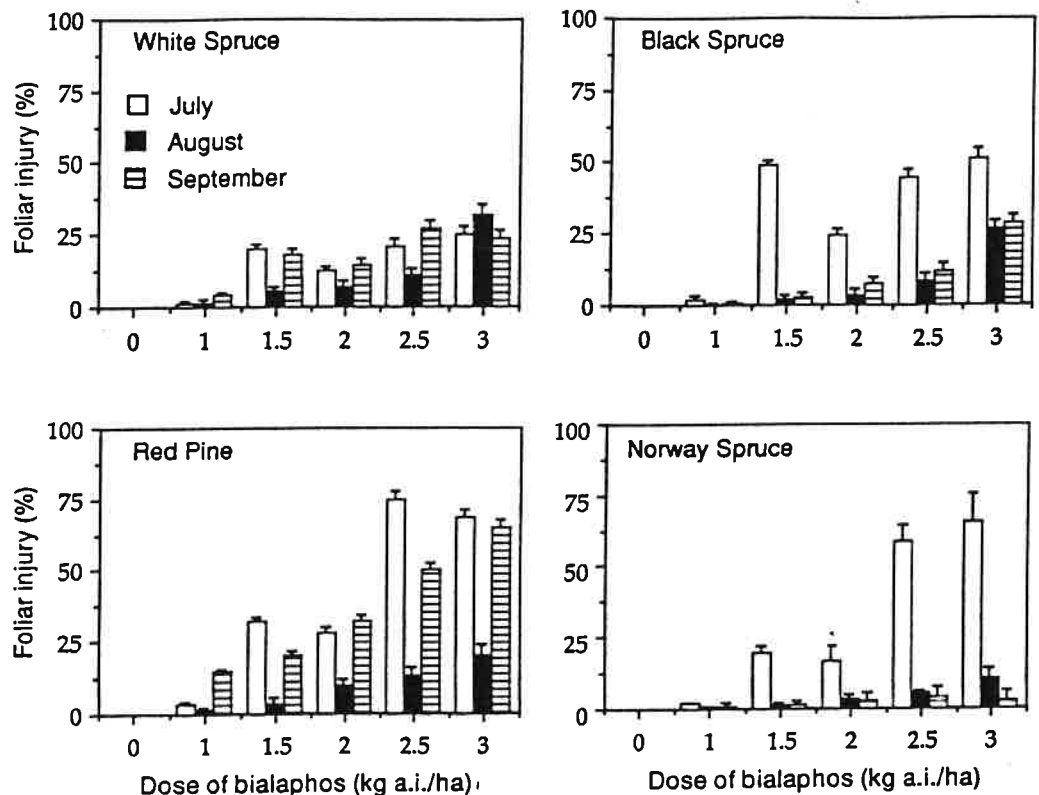 White Spruce
July
August
September
Foliar injury (%)
100
75
50
25
0
0 1 1.5 2 2.5 3
Black Spruce
100
75
50
25
0
0 1 1.5 2 2.5 3
Red Pine
Foliar injury (%)
100
75
50
25
0
0 1 1.5 2 2.5 3
Dose of bialaphos (kg a.i./ha)
Norway Spruce
100
75
50
25
0
0 1 1.5 2 2.5 3
Dose of bialaphos (kg a.i./ha)